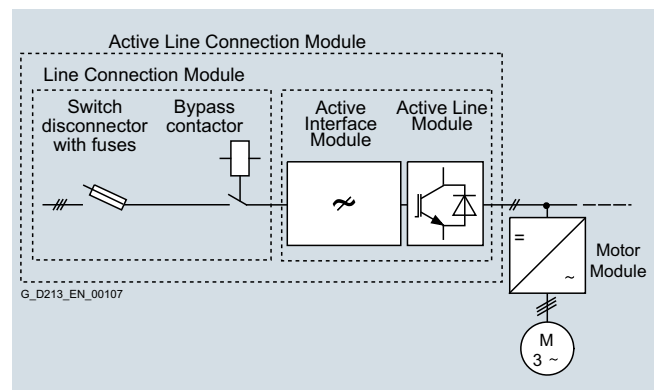 Active Line Connection Module
Line Connection Module
Switch
disconnector
with fuses
Bypass
contactor
Active
Interface
Module
Active Line
Module
=
~
Motor
Module
G_D213_EN_00107
M
3 ~